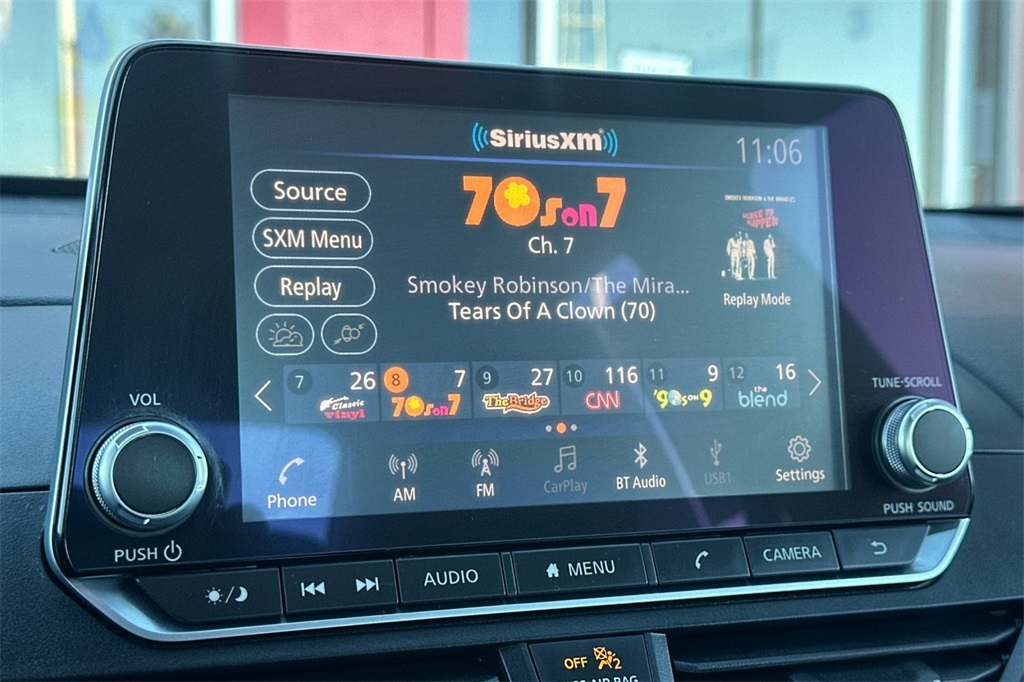 SiriusXM
11:06
Source
SXM Menu
Replay
70s on 7
Ch. 7
Smokey Robinson/The Mira...
Tears Of A Clown (70)
Replay Mode
7 26 Classic vinyl
8 7 70s on 7
9 27 The Bridge
10 116 CNN
11 9 '90s on 9
12 16 the blend
Phone
AM
FM
CarPlay
BT Audio
USB1
Settings
VOL
PUSH
TUNE·SCROLL
PUSH SOUND
AUDIO
MENU
CAMERA
OFF 2
AIR BAG